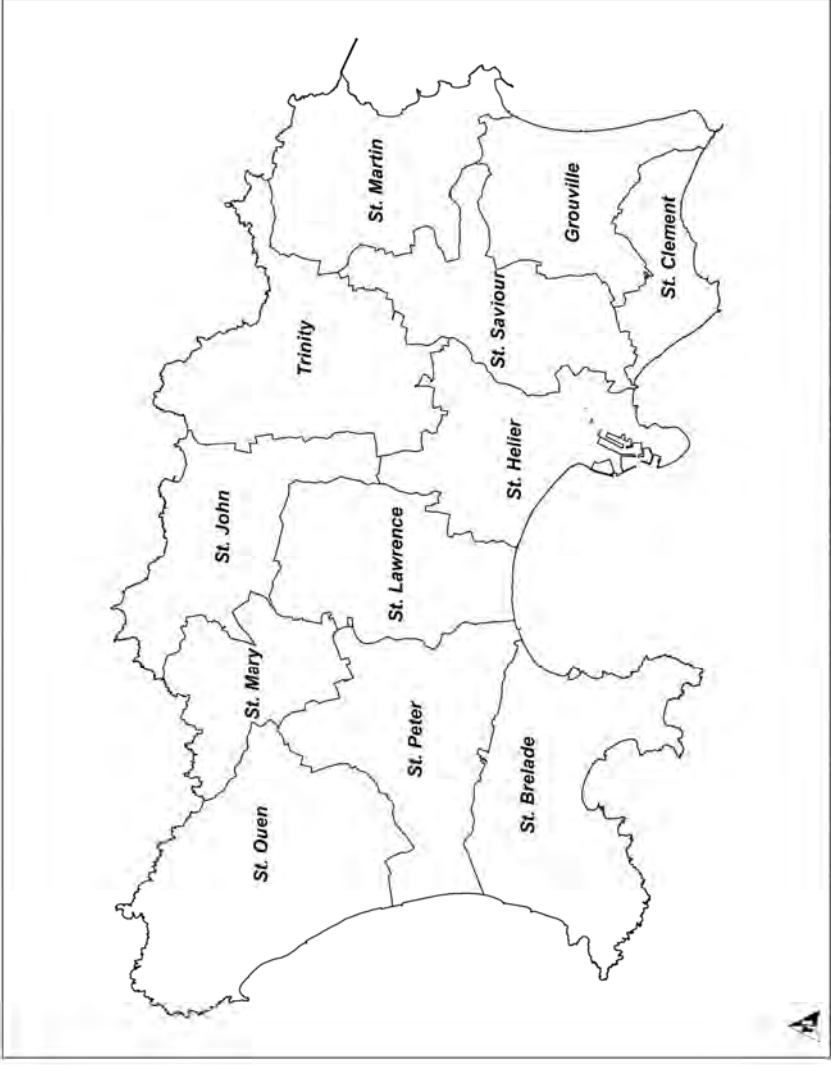 St. Ouen
St. Mary
St. John
Trinity
St. Martin
St. Peter
St. Lawrence
St. Helier
St. Saviour
Grouville
St. Brelade
St. Clement